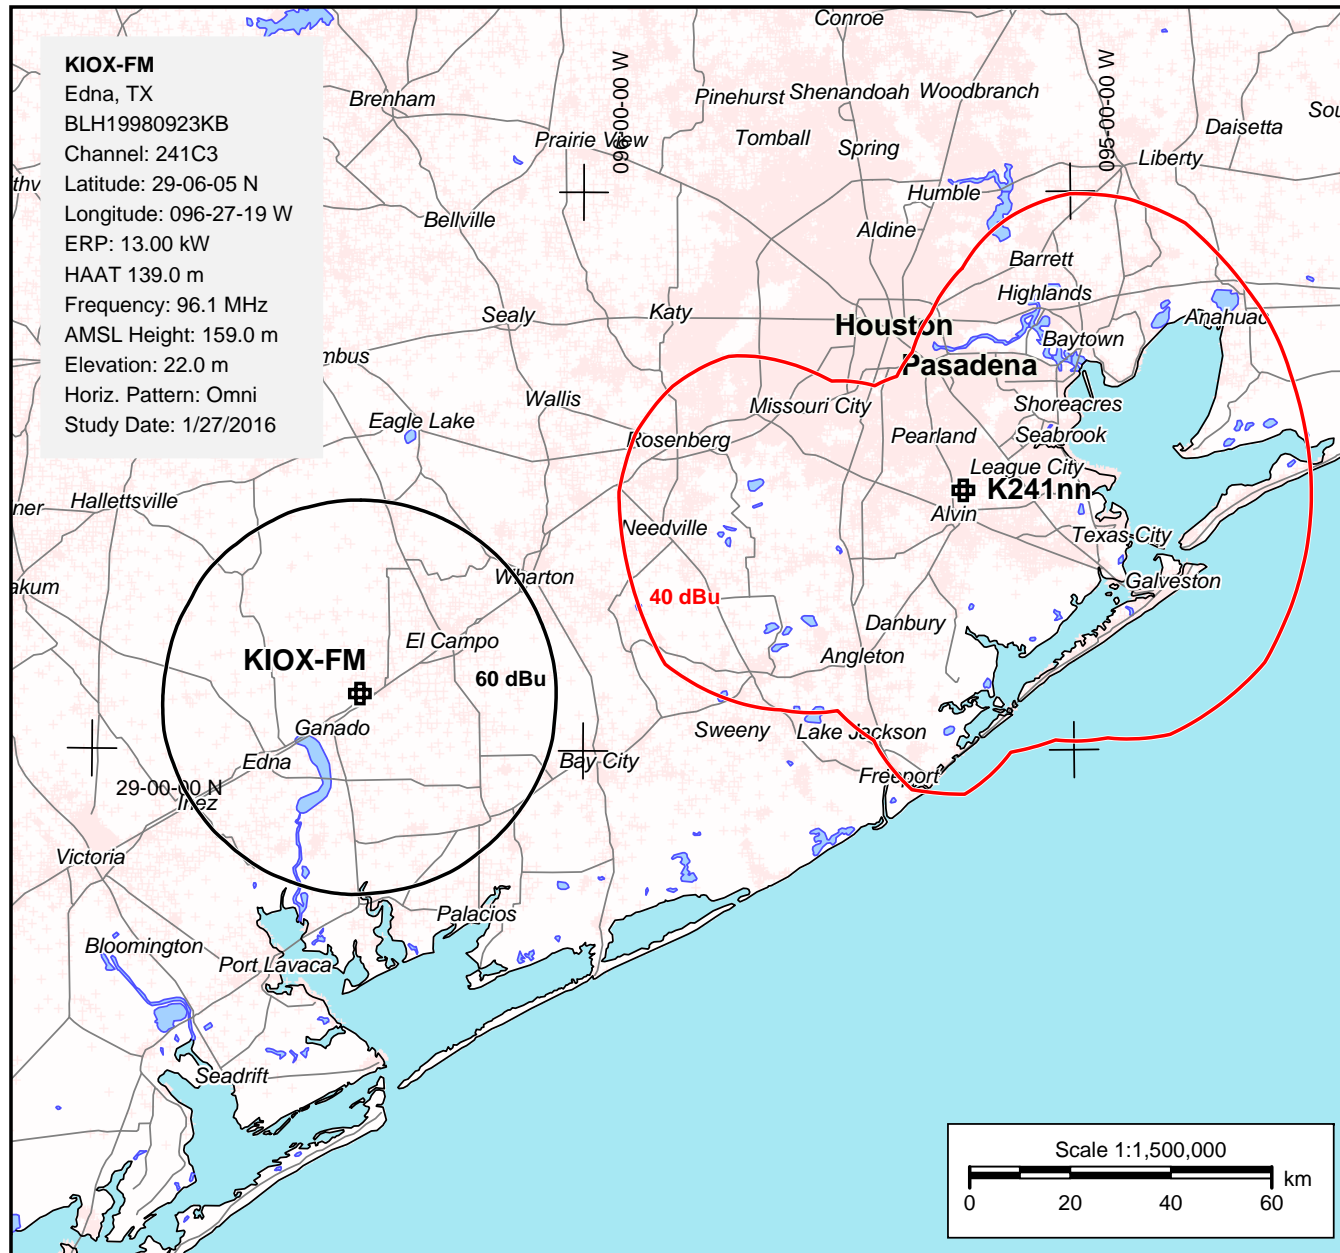 KIOX-FM
Edna, TX
BLH19980923KB
Channel: 241C3
Latitude: 29-06-05 N
Longitude: 096-27-19 W
ERP: 13.00 kW
HAAT 139.0 m
Frequency: 96.1 MHz
AMSL Height: 159.0 m
Elevation: 22.0 m
Horiz. Pattern: Omni
Study Date: 1/27/2016
Conroe
096-00-00 W
095-00-00 W
Brenham
Pinehurst
Shenandoah
Woodbranch
Sou
Prairie View
Tomball
Spring
Daisetta
Liberty
thv
Humble
Bellville
Aldine
Barrett
Highlands
Sealy
Katy
Houston
Anahuac
Baytown
mbus
Pasadena
Wallis
Missouri City
Shoreacres
Eagle Lake
Rosenberg
Pearland
Seabrook
League City
Hallettsville
ner
K241nn
Alvin
Needville
Texas City
akum
Wharton
Galveston
40 dBu
El Campo
Danbury
KIOX-FM
60 dBu
Angleton
Ganado
Sweeny
Lake Jackson
Edna
Bay City
Freeport
29-00-00 N
Inez
Victoria
Palacios
Bloomington
Port Lavaca
Seadrift
Scale 1:1,500,000
km
0 20 40 60